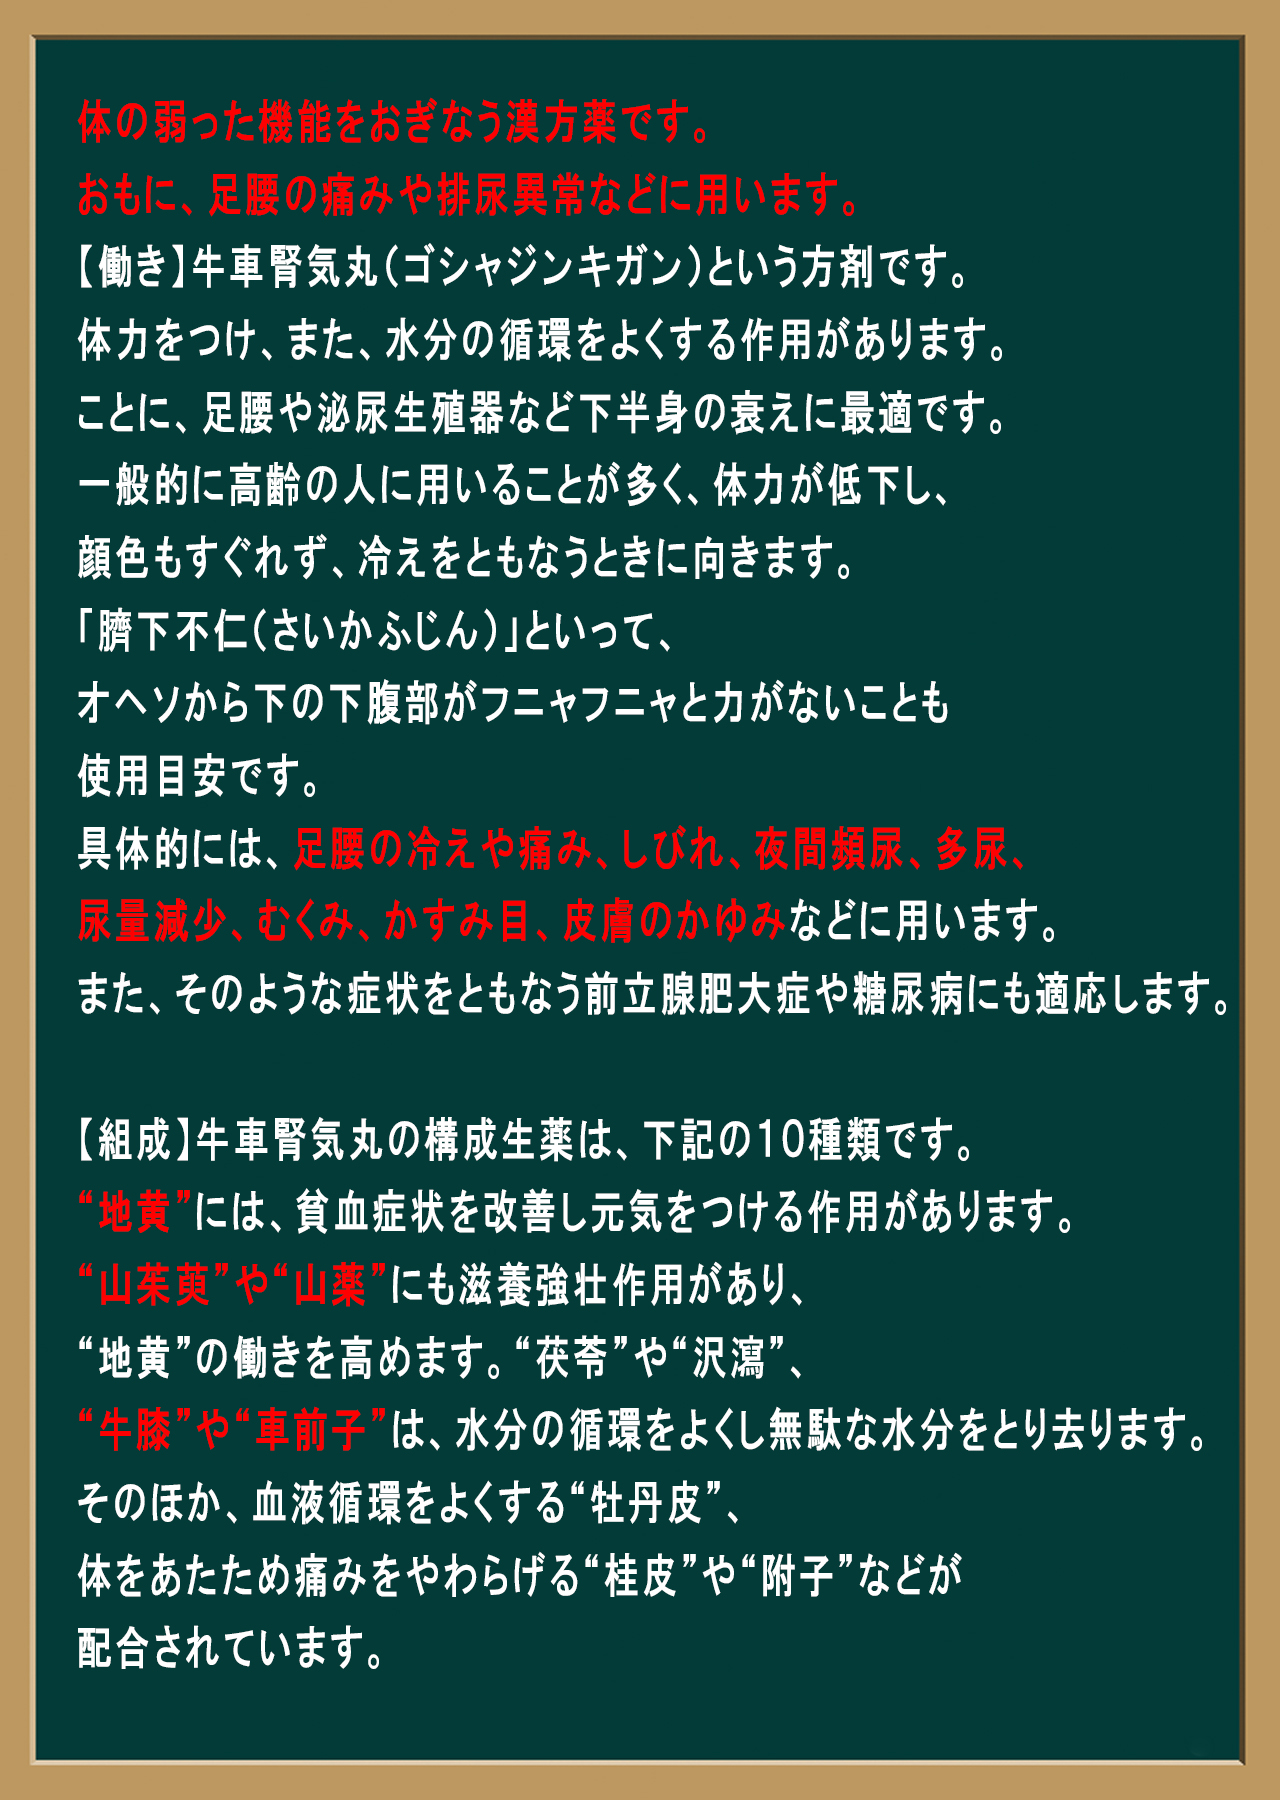 体の弱った機能をおぎなう漢方薬です。
おもに、足腰の痛みや排尿異常などに用います。
【働き】牛車腎気丸（ゴシャジンキガン）という方剤です。
体力をつけ、また、水分の循環をよくする作用があります。
ことに、足腰や泌尿生殖器など下半身の衰えに最適です。
一般的に高齢の人に用いることが多く、体力が低下し、
顔色もすぐれず、冷えをともなうときに向きます。
「臍下不仁（さいかふじん）」といって、
オヘソから下の下腹部がフニャフニャと力がないことも
使用目安です。
具体的には、足腰の冷えや痛み、しびれ、夜間頻尿、多尿、
尿量減少、むくみ、かすみ目、皮膚のかゆみなどに用います。
また、そのような症状をともなう前立腺肥大症や糖尿病にも適応します。
【組成】牛車腎気丸の構成生薬は、下記の10種類です。
“地黄”には、貧血症状を改善し元気をつける作用があります。
“山茱萸”や“山薬”にも滋養強壮作用があり、
“地黄”の働きを高めます。“茯苓”や“沢瀉”、
“牛膝”や“車前子”は、水分の循環をよくし無駄な水分をとり去ります。
そのほか、血液循環をよくする“牡丹皮”、
体をあたため痛みをやわらげる“桂皮”や“附子”などが
配合されています。